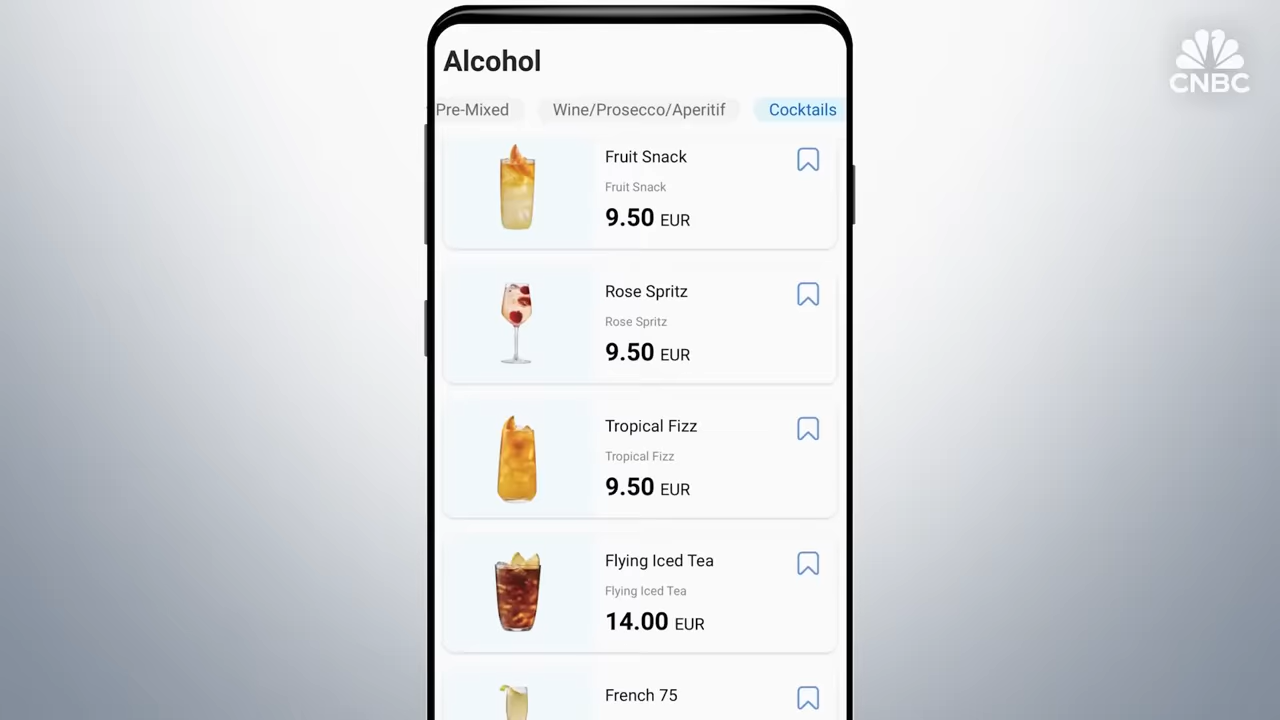 Alcohol
CNBC
Pre-Mixed
Wine/Prosecco/Aperitif
Cocktails
Fruit Snack
Fruit Snack
9.50 EUR
Rose Spritz
Rose Spritz
9.50 EUR
Tropical Fizz
Tropical Fizz
9.50 EUR
Flying Iced Tea
Flying Iced Tea
14.00 EUR
French 75